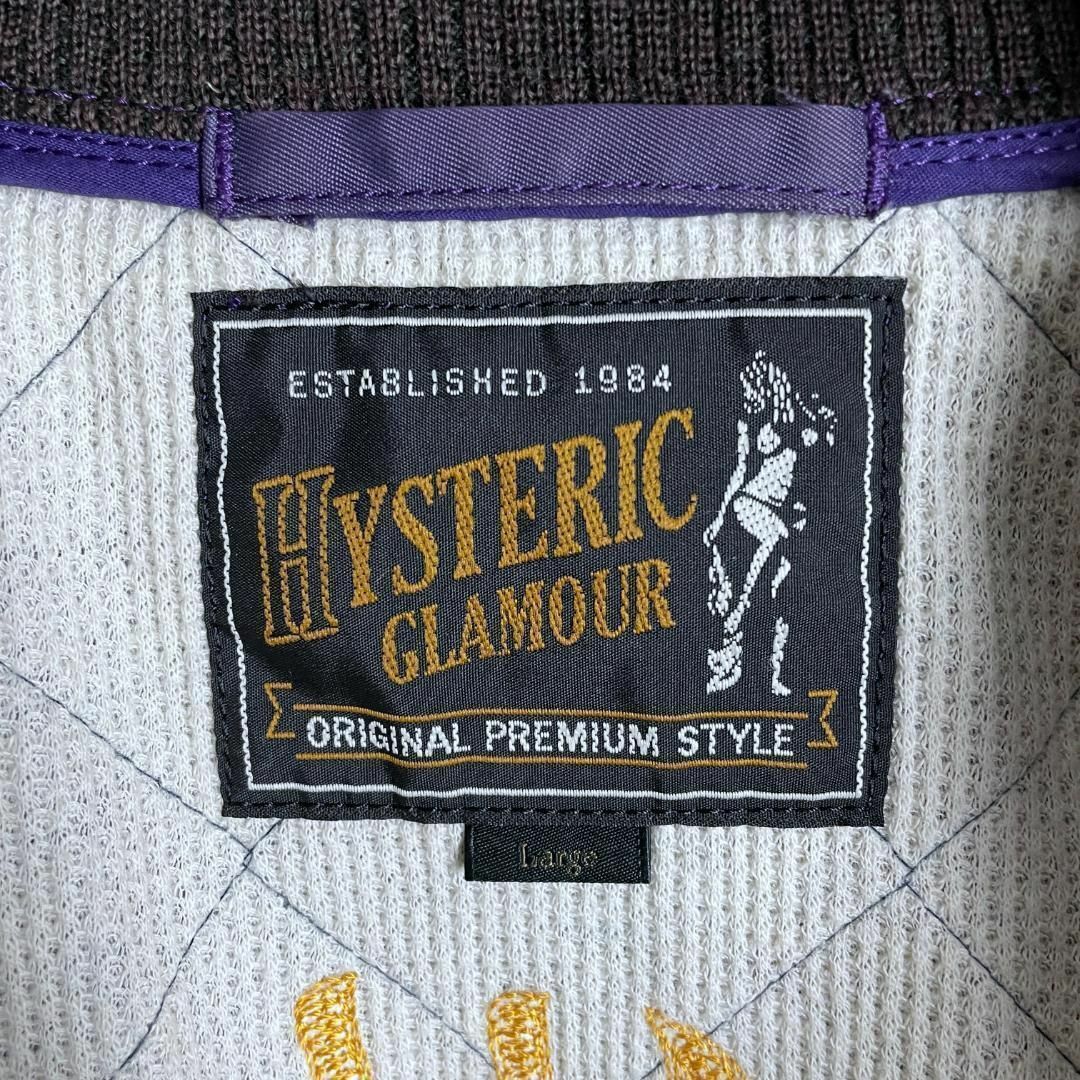 ESTABLISHED 1984
HYSTERIC
GLAMOUR
ORIGINAL PREMIUM STYLE
Large